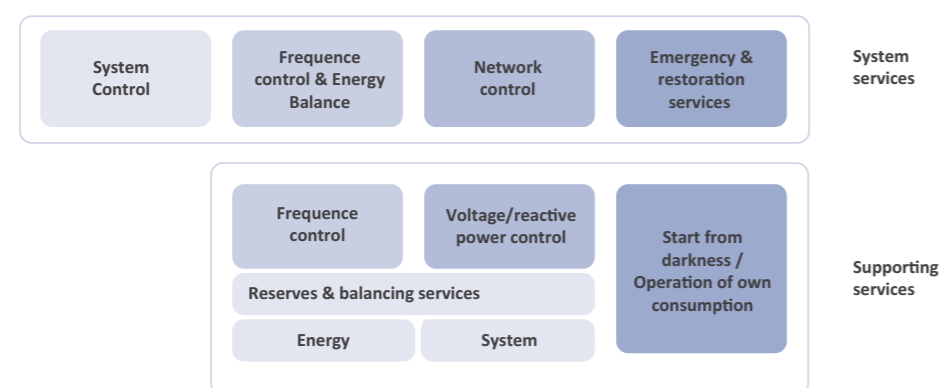 System
Control
Frequence
control & Energy
Balance
Network
control
Emergency &
restoration
services
System
services
Frequence
control
Voltage/reactive
power control
Start from
darkness /
Operation of own
consumption
Reserves & balancing services
Energy
System
Supporting
services